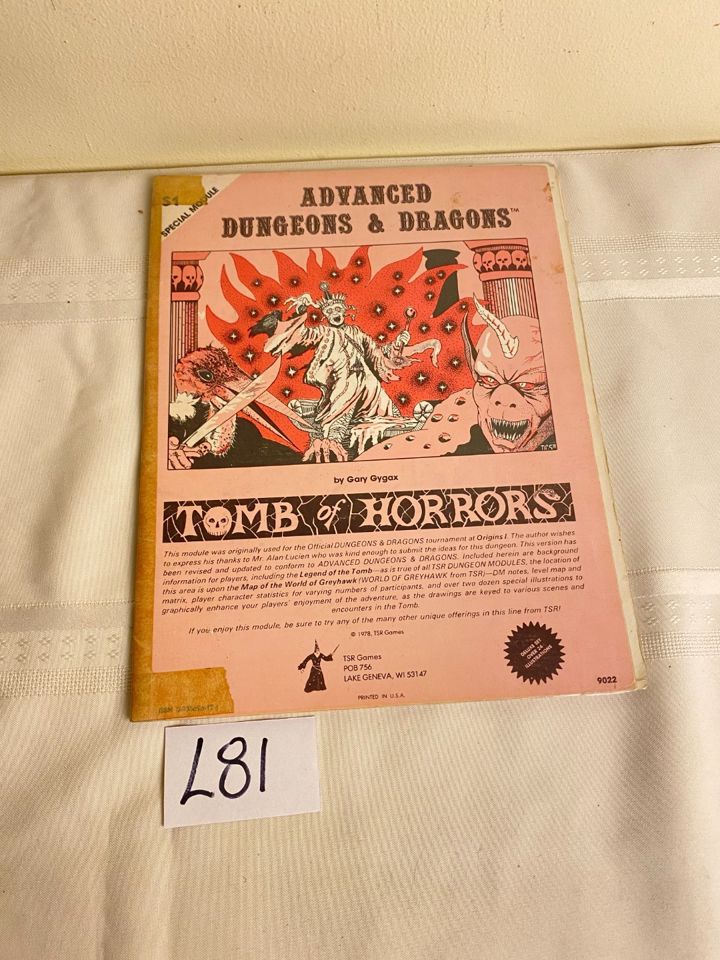 S1
SPECIAL MODULE
ADVANCED
DUNGEONS & DRAGONS™
by Gary Gygax
TOMB of HORRORS
This module was originally used for the Official DUNGEONS & DRAGONS tournament at Origins I. The author wishes
to express his thanks to Mr. Alan Lucien who was kind enough to submit the ideas for this dungeon. This version has
been revised and updated to conform to ADVANCED DUNGEONS & DRAGONS. Included herein are background
information for players, including the Legend of the Tomb—as is true of all TSR DUNGEON MODULES, the location of
this area is upon the Map of the World of Greyhawk (WORLD OF GREYHAWK from TSR)—DM notes, level map and
matrix, player character statistics for varying numbers of participants, and over two dozen special illustrations to
graphically enhance your players' enjoyment of the adventure, as the drawings are keyed to various scenes and
encounters in the Tomb.
If you enjoy this module, be sure to try any of the many other unique offerings in this line from TSR!
© 1978, TSR Games
TSR Games
POB 756
LAKE GENEVA, WI 53147
PRINTED IN U.S.A.
DELUXE SET
OVER 20
ILLUSTRATIONS
9022
ISBN
L81